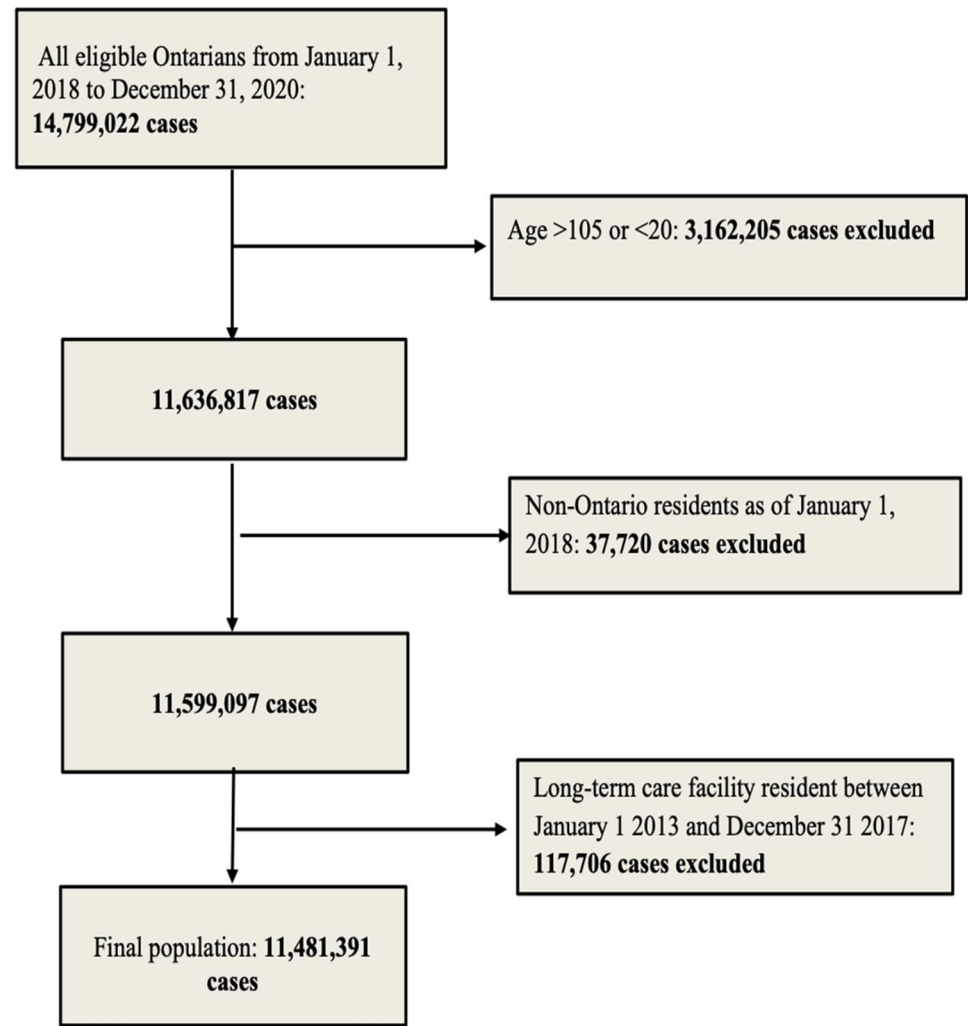 All eligible Ontarians from January 1,
2018 to December 31, 2020:
14,799,022 cases
Age >105 or <20: 3,162,205 cases excluded
11,636,817 cases
Non-Ontario residents as of January 1,
2018: 37,720 cases excluded
11,599,097 cases
Long-term care facility resident between
January 1 2013 and December 31 2017:
117,706 cases excluded
Final population: 11,481,391
cases